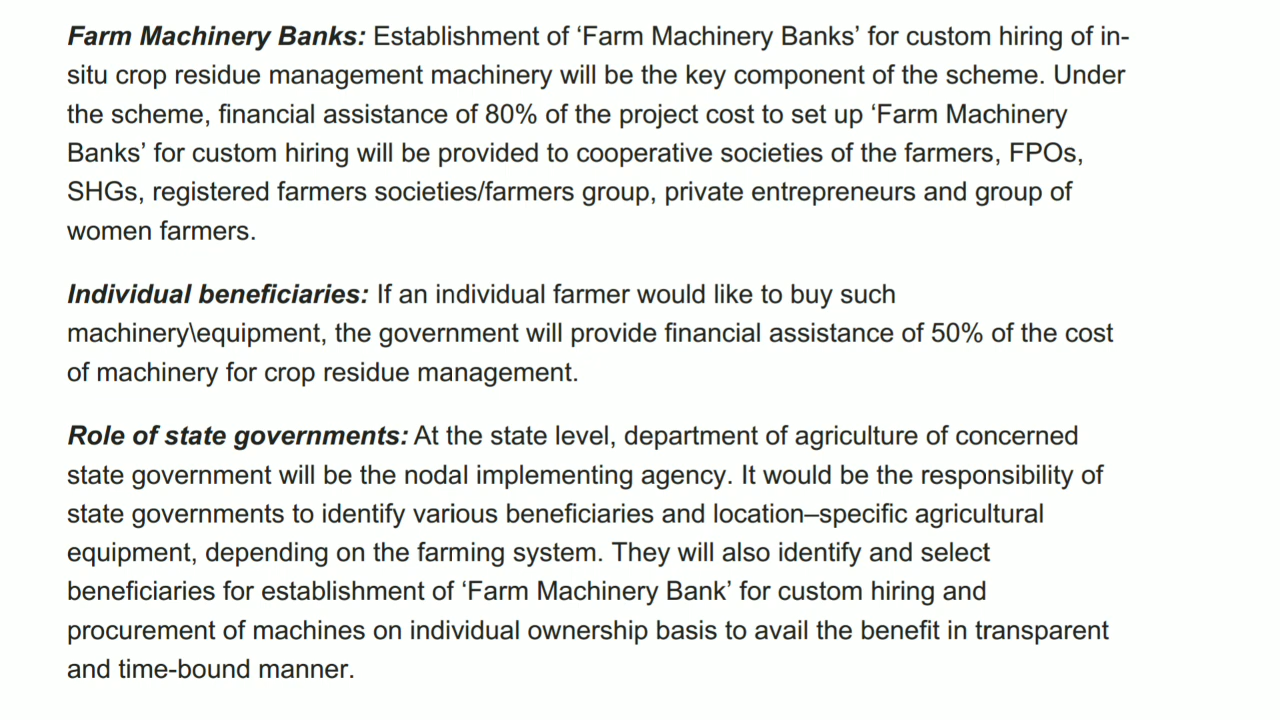 Farm Machinery Banks: Establishment of ‘Farm Machinery Banks’ for custom hiring of in-
situ crop residue management machinery will be the key component of the scheme. Under
the scheme, financial assistance of 80% of the project cost to set up ‘Farm Machinery
Banks’ for custom hiring will be provided to cooperative societies of the farmers, FPOs,
SHGs, registered farmers societies/farmers group, private entrepreneurs and group of
women farmers.
Individual beneficiaries: If an individual farmer would like to buy such
machinery\equipment, the government will provide financial assistance of 50% of the cost
of machinery for crop residue management.
Role of state governments: At the state level, department of agriculture of concerned
state government will be the nodal implementing agency. It would be the responsibility of
state governments to identify various beneficiaries and location–specific agricultural
equipment, depending on the farming system. They will also identify and select
beneficiaries for establishment of ‘Farm Machinery Bank’ for custom hiring and
procurement of machines on individual ownership basis to avail the benefit in transparent
and time-bound manner.